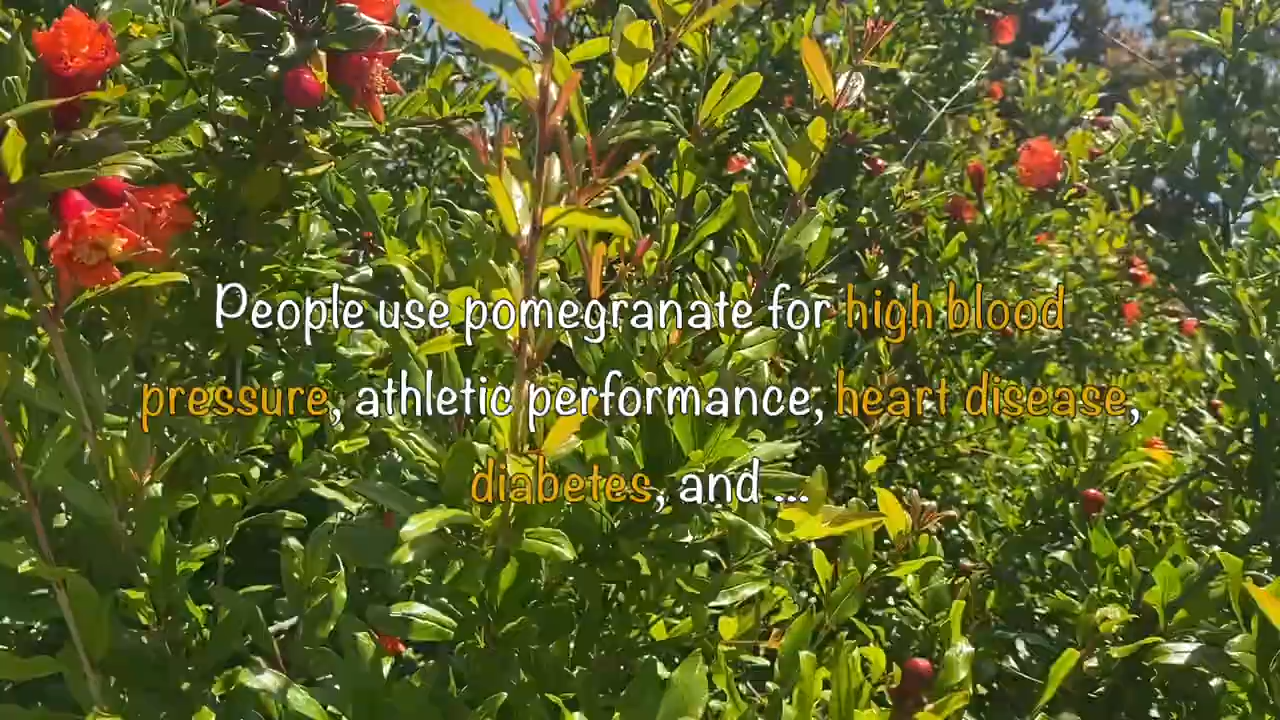 People use pomegranate for high blood
pressure, athletic performance, heart disease,
diabetes, and ...